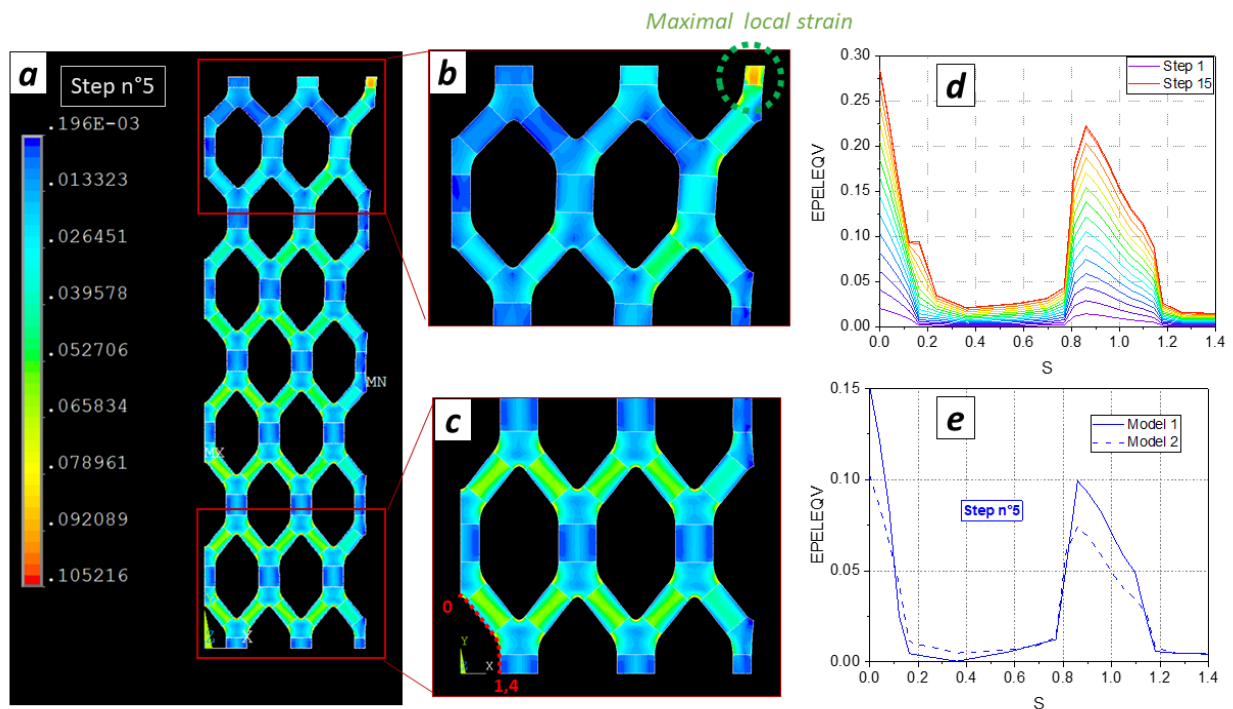 Maximal local strain
a
Step n°5
.196E-03
.013323
.026451
.039578
.052706
.065834
.078961
.092089
.105216
MN
MX
Z
X
b
c
0
Y
Z
X
1,4
d
Step 1
Step 15
0.30
0.25
0.20
0.15
0.10
0.05
0.00
EPELEQV
0.0 0.2 0.4 0.6 0.8 1.0 1.2 1.4
S
e
Model 1
Model 2
Step n°5
0.15
0.10
0.05
0.00
EPELEQV
0.0 0.2 0.4 0.6 0.8 1.0 1.2 1.4
S